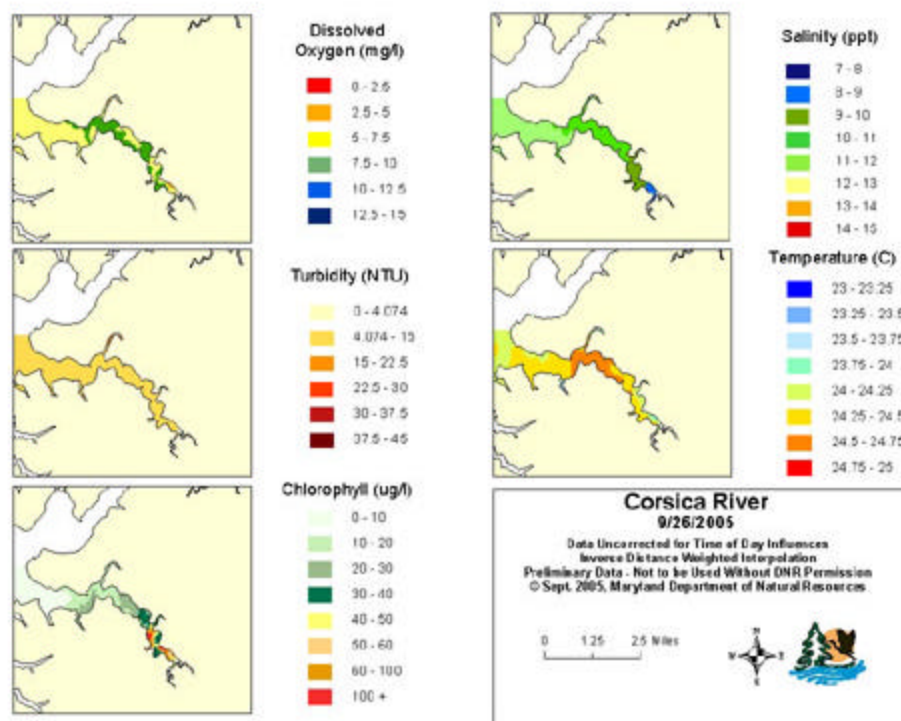 Dissolved
Oxygen (mg/l)
0 - 2.5
2.5 - 5
5 - 7.5
7.5 - 10
10 - 12.5
12.5 - 15
Salinity (ppt)
7 - 8
8 - 9
9 - 10
10 - 11
11 - 12
12 - 13
13 - 14
14 - 15
Turbidity (NTU)
0 - 4.074
4.074 - 15
15 - 22.5
22.5 - 30
30 - 37.5
37.5 - 45
Temperature (C)
23 - 23.25
23.25 - 23.5
23.5 - 23.75
23.75 - 24
24 - 24.25
24.25 - 24.5
24.5 - 24.75
24.75 - 25
Chlorophyll (ug/l)
0 - 10
10 - 20
20 - 30
30 - 40
40 - 50
50 - 60
60 - 100
100 +
Corsica River
9/26/2005
Data Uncorrected for Time of Day Influences
Inverse Distance Weighted Interpolation
Preliminary Data - Not to be Used Without DNR Permission
© Sept. 2005, Maryland Department of Natural Resources
0 1.25 2.5 Miles
N
W E
S